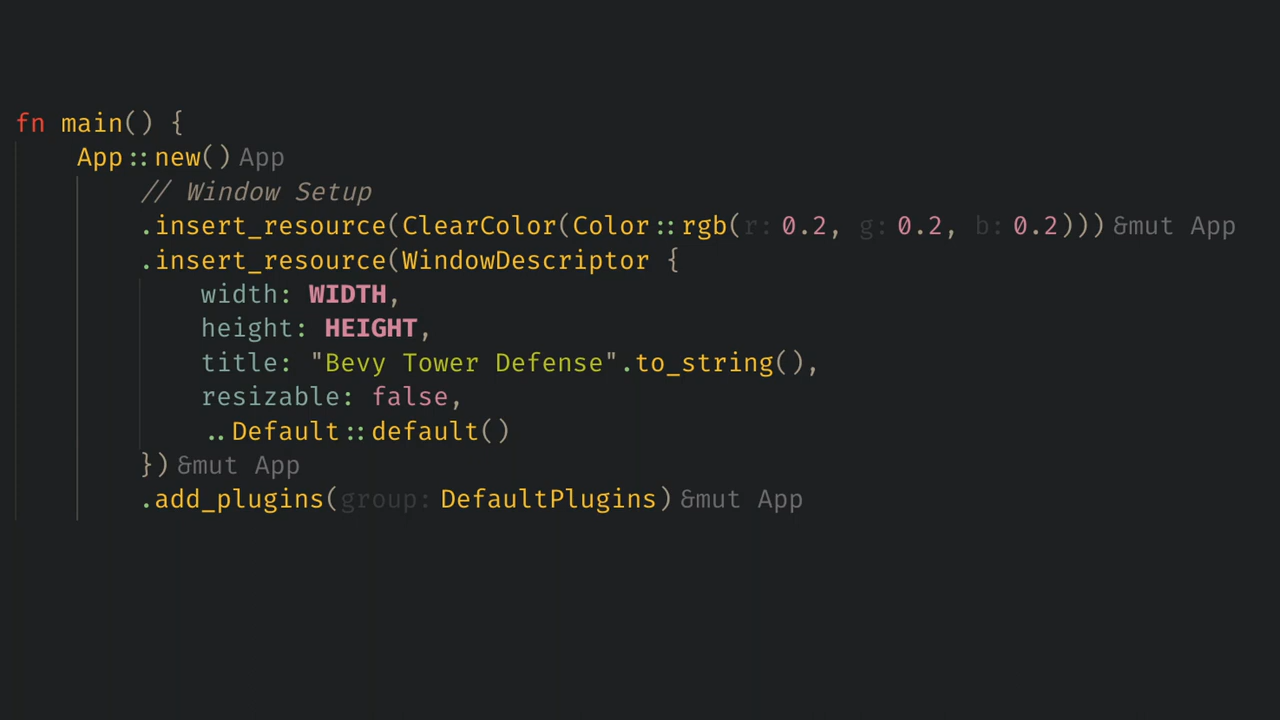 fn main() {
    App::new() App
        // Window Setup
        .insert_resource(ClearColor(Color::rgb(r: 0.2, g: 0.2, b: 0.2))) &mut App
        .insert_resource(WindowDescriptor {
            width: WIDTH,
            height: HEIGHT,
            title: "Bevy Tower Defense".to_string(),
            resizable: false,
            ..Default::default()
        }) &mut App
        .add_plugins(group: DefaultPlugins) &mut App